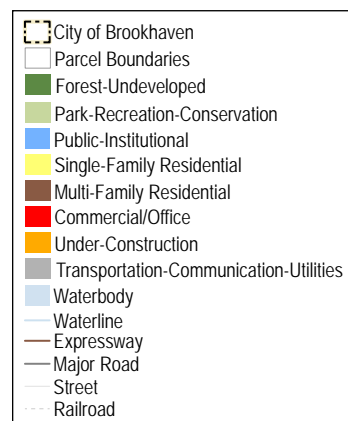 City of Brookhaven
Parcel Boundaries
Forest-Undeveloped
Park-Recreation-Conservation
Public-Institutional
Single-Family Residential
Multi-Family Residential
Commercial/Office
Under-Construction
Transportation-Communication-Utilities
Waterbody
Waterline
Expressway
Major Road
Street
Railroad